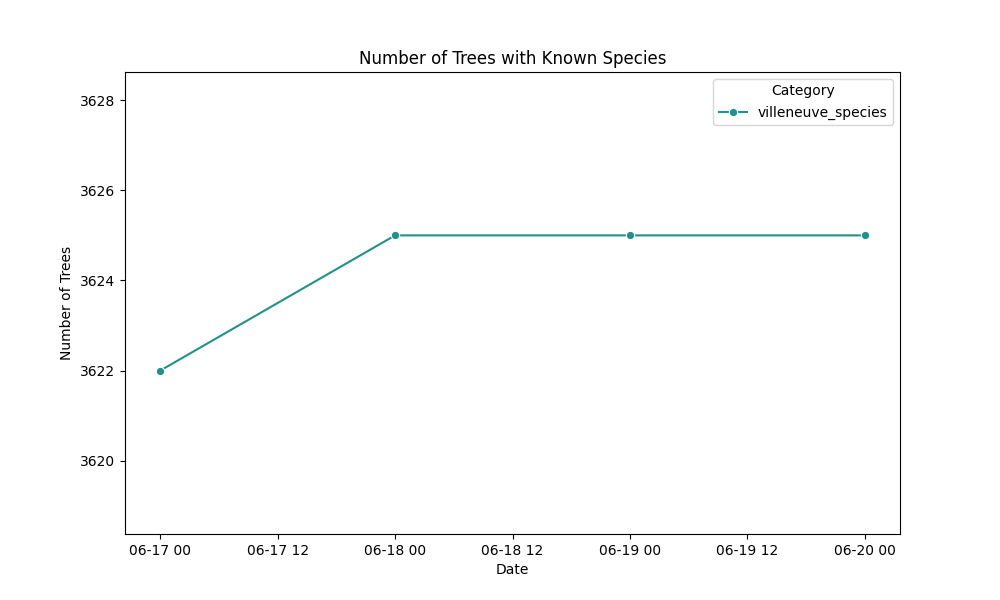 Number of Trees with Known Species
Category
villeneuve_species
3628
3626
3624
3622
3620
Number of Trees
06-17 00
06-17 12
06-18 00
06-18 12
06-19 00
06-19 12
06-20 00
Date